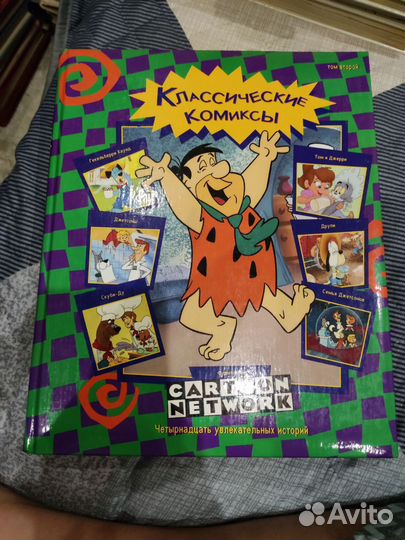 том второй
Классические
комиксы
Гекльберри Хаунд
Том и Джерри
Джетсоны
Друпи
Скуби-Ду
Семья Джетсонов
CARTOON
NETWORK
Четырнадцать увлекательных историй
Avito